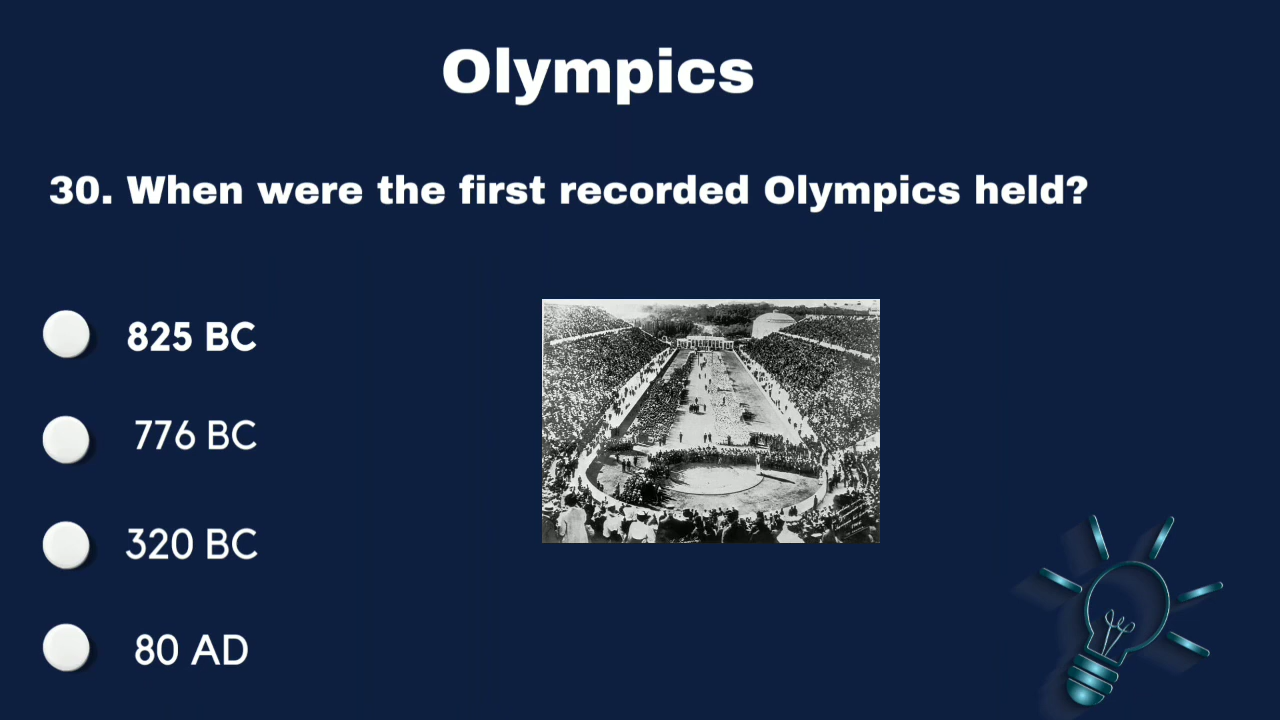 Olympics
30. When were the first recorded Olympics held?
825 BC
776 BC
320 BC
80 AD